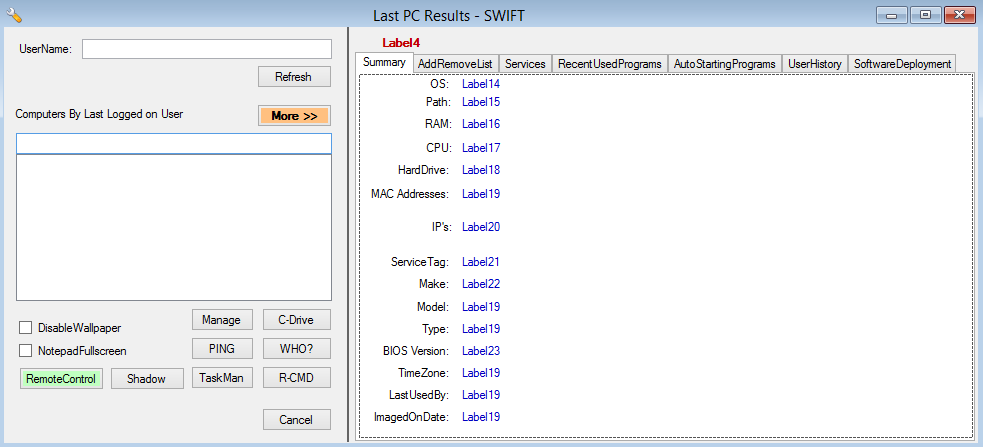 Last PC Results - SWIFT
UserName:
Refresh
Computers By Last Logged on User
More >>
DisableWallpaper
NotepadFullscreen
Manage
C-Drive
PING
WHO?
RemoteControl
Shadow
TaskMan
R-CMD
Cancel
Label4
Summary
AddRemoveList
Services
RecentUsedPrograms
AutoStartingPrograms
UserHistory
SoftwareDeployment
OS: Label14
Path: Label15
RAM: Label16
CPU: Label17
HardDrive: Label18
MAC Addresses: Label19
IP's: Label20
ServiceTag: Label21
Make: Label22
Model: Label19
Type: Label19
BIOS Version: Label23
TimeZone: Label19
LastUsedBy: Label19
ImagedOnDate: Label19